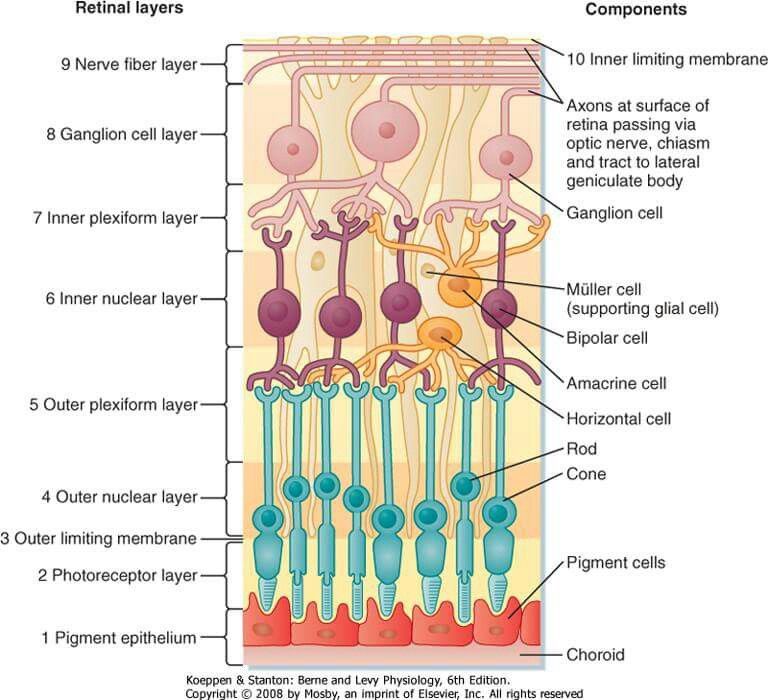 Retinal layers
Components
9 Nerve fiber layer
8 Ganglion cell layer
7 Inner plexiform layer
6 Inner nuclear layer
5 Outer plexiform layer
4 Outer nuclear layer
3 Outer limiting membrane
2 Photoreceptor layer
1 Pigment epithelium
10 Inner limiting membrane
Axons at surface of
retina passing via
optic nerve, chiasm
and tract to lateral
geniculate body
Ganglion cell
Müller cell
(supporting glial cell)
Bipolar cell
Amacrine cell
Horizontal cell
Rod
Cone
Pigment cells
Choroid
Koeppen & Stanton: Berne and Levy Physiology, 6th Edition.
Copyright © 2008 by Mosby, an imprint of Elsevier, Inc. All rights reserved